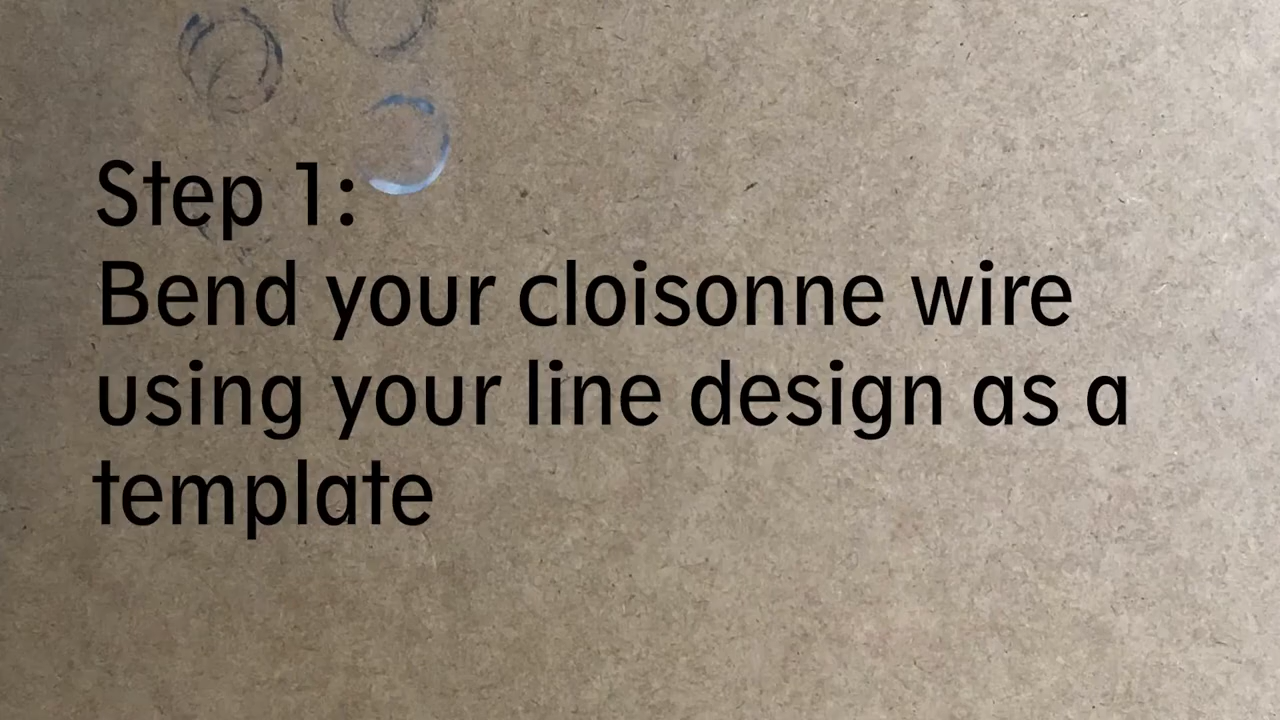 Step 1:
Bend your cloisonne wire
using your line design as a
template